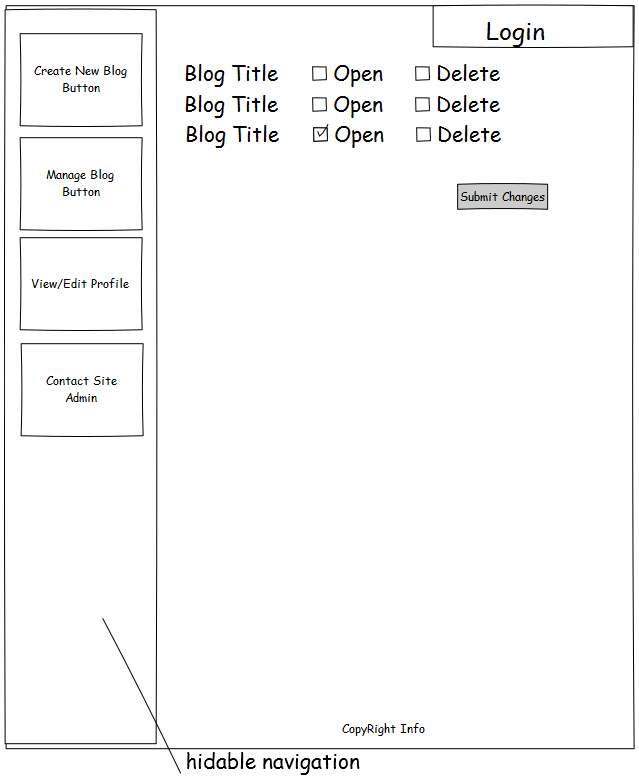 Login
Create New Blog
Button
Manage Blog
Button
View/Edit Profile
Contact Site
Admin
Blog Title Open Delete
Blog Title Open Delete
Blog Title Open Delete
Submit Changes
CopyRight Info
hidable navigation